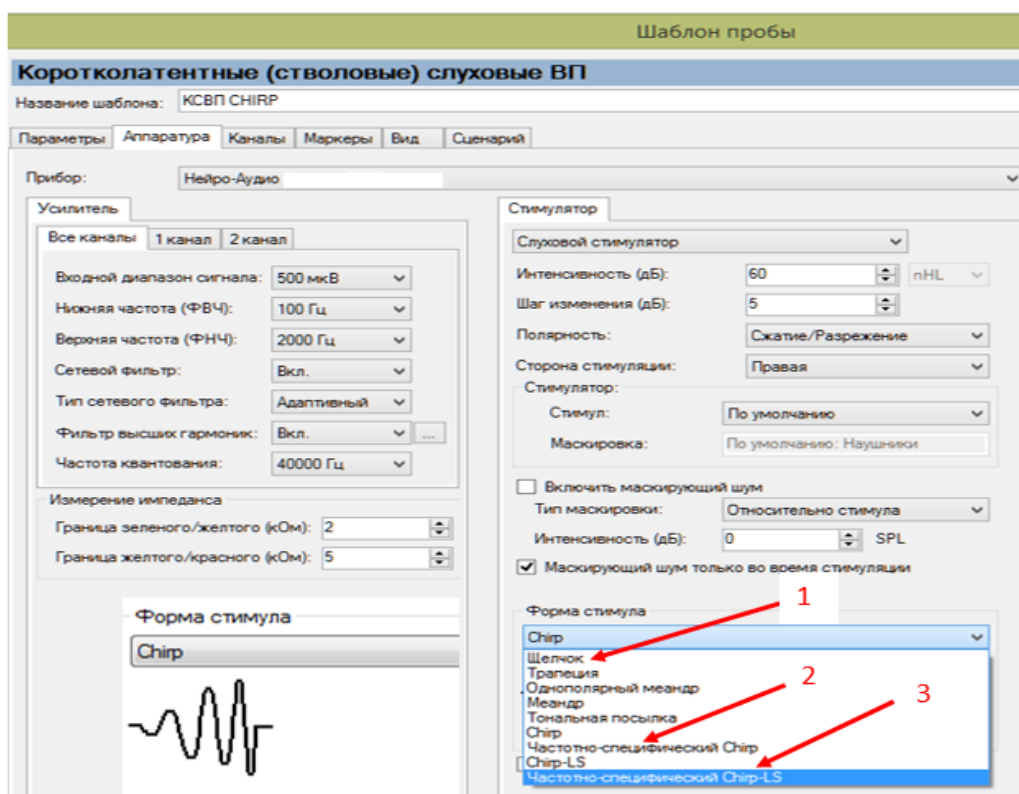 Шаблон пробы
Коротколатентные (стволовые) слуховые ВП
Название шаблона: КСВП CHIRP
Параметры Аппаратура Каналы Маркеры Вид Сценарий
Прибор: Нейро-Аудио
Усилитель
Все каналы 1 канал 2 канал
Входной диапазон сигнала: 500 мкВ
Нижняя частота (ФВЧ): 100 Гц
Верхняя частота (ФНЧ): 2000 Гц
Сетевой фильтр: Вкл.
Тип сетевого фильтра: Адаптивный
Фильтр высших гармоник: Вкл. ...
Частота квантования: 40000 Гц
Измерение импеданса
Граница зеленого/желтого (кОм): 2
Граница желтого/красного (кОм): 5
Форма стимула
Chirp
Стимулятор
Слуховой стимулятор
Интенсивность (дБ): 60 nHL
Шаг изменения (дБ): 5
Полярность: Сжатие/Разрежение
Сторона стимуляции: Правая
Стимулятор:
Стимул: По умолчанию
Маскировка: По умолчанию: Наушники
Включить маскирующий шум
Тип маскировки: Относительно стимула
Интенсивность (дБ): 0 SPL
Маскирующий шум только во время стимуляции
Форма стимула
1
Chirp
Щелчок
Трапеция
2
Однополярный меандр
3
Меандр
Тональная посылка
Chirp
Частотно-специфический Chirp
Chirp-LS
Частотно-специфический Chirp-LS